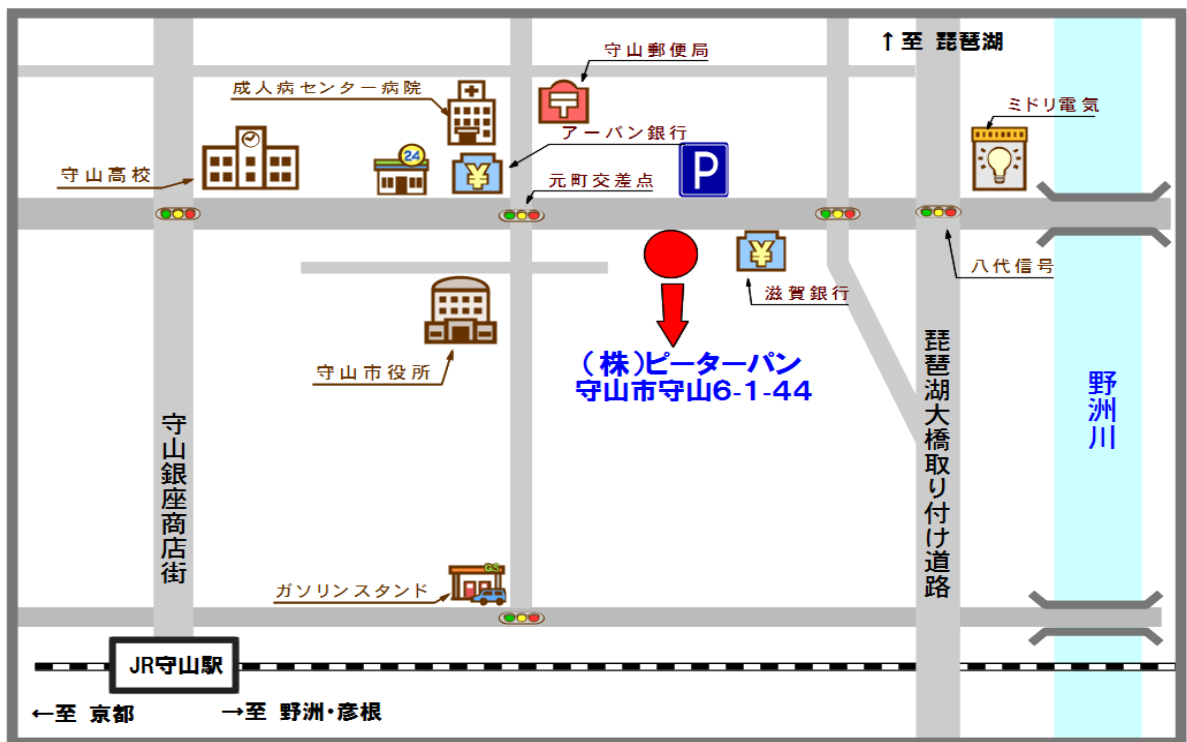 ↑至 琵琶湖
守山郵便局
成人病センター病院
ミドリ電気
アーバン銀行
24
¥
P
守山高校
元町交差点
八代信号
¥
滋賀銀行
(株)ピーターパン
守山市守山6-1-44
守山市役所
琵琶湖大橋取り付け道路
野洲川
守山銀座商店街
GS
ガソリンスタンド
JR守山駅
←至 京都
→至 野洲・彦根